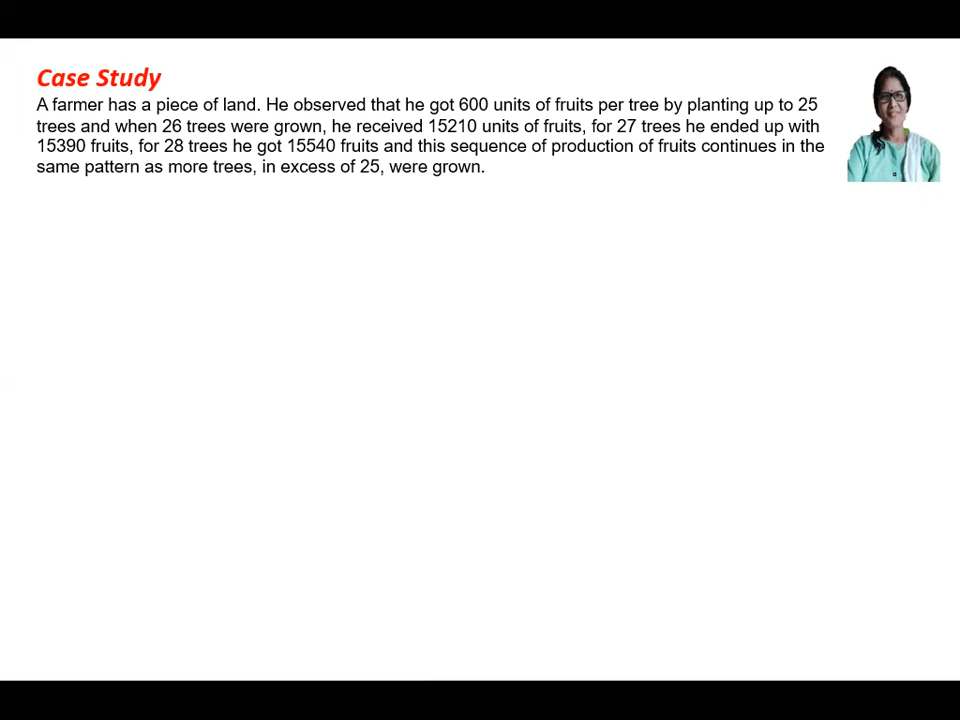 Case Study
A farmer has a piece of land. He observed that he got 600 units of fruits per tree by planting up to 25
trees and when 26 trees were grown, he received 15210 units of fruits, for 27 trees he ended up with
15390 fruits, for 28 trees he got 15540 fruits and this sequence of production of fruits continues in the
same pattern as more trees, in excess of 25, were grown.